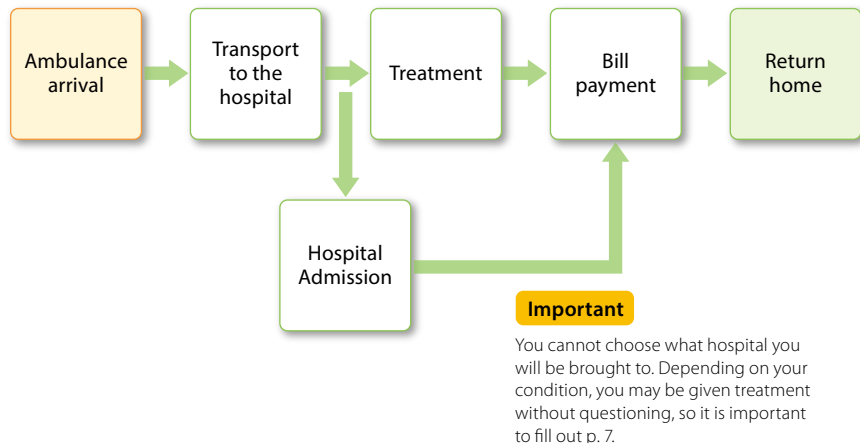 Ambulance
arrival
Transport
to the
hospital
Treatment
Bill
payment
Return
home
Hospital
Admission
Important
You cannot choose what hospital you
will be brought to. Depending on your
condition, you may be given treatment
without questioning, so it is important
to fill out p. 7.